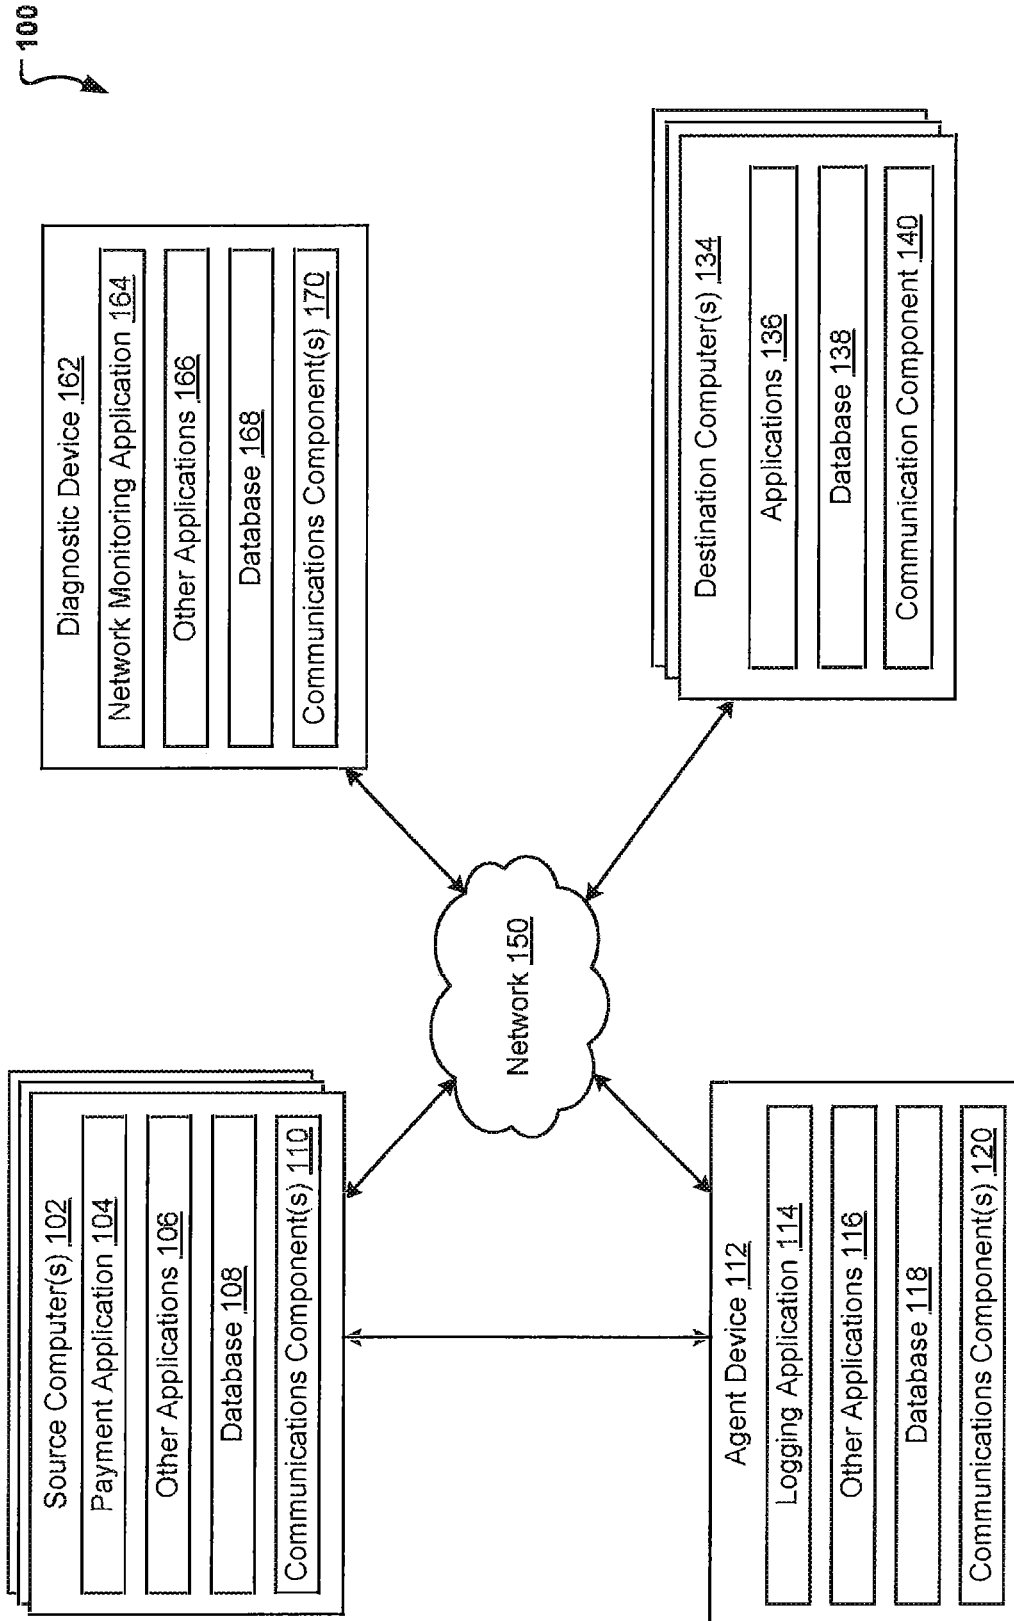 100
Source Computer(s) 102
Payment Application 104
Other Applications 106
Database 108
Communications Component(s) 110
Diagnostic Device 162
Network Monitoring Application 164
Other Applications 166
Database 168
Communications Component(s) 170
Network 150
Agent Device 112
Logging Application 114
Other Applications 116
Database 118
Communications Component(s) 120
Destination Computer(s) 134
Applications 136
Database 138
Communication Component 140